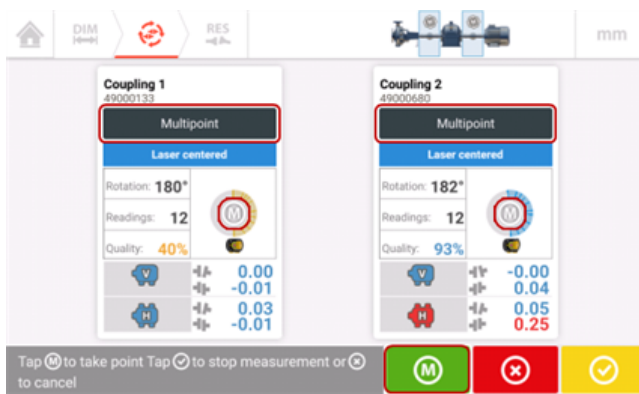 DIM
RES
mm
Coupling 1
49000133
Multipoint
Laser centered
Rotation: 180°
Readings: 12
Quality: 40%
M
V
0.00
-0.01
H
0.03
-0.01
Coupling 2
49000680
Multipoint
Laser centered
Rotation: 182°
Readings: 12
Quality: 93%
M
V
-0.00
0.04
H
0.05
0.25
Tap M to take point Tap to stop measurement or
to cancel
M